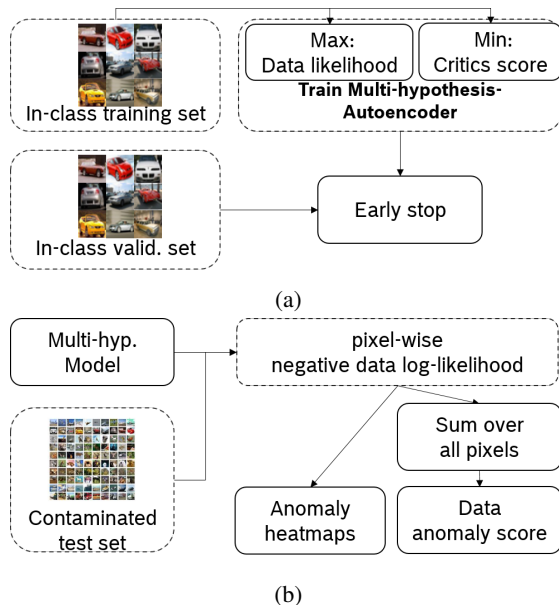 In-class training set
Max:
Data likelihood
Min:
Critics score
Train Multi-hypothesis-
Autoencoder
In-class valid. set
Early stop
(a)
Multi-hyp.
Model
pixel-wise
negative data log-likelihood
Contaminated
test set
Sum over
all pixels
Anomaly
heatmaps
Data
anomaly score
(b)